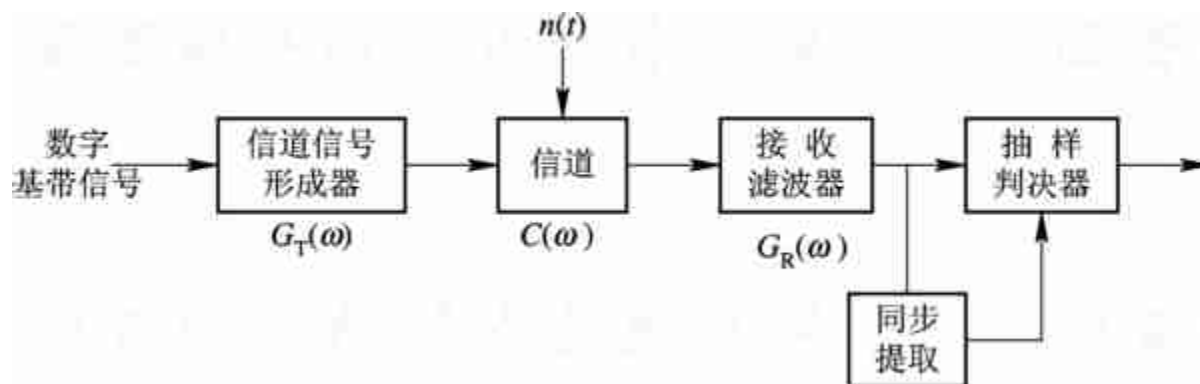 n(t)
数字
基带信号
信道信号
形成器
G_T(ω)
信道
C(ω)
接 收
滤波器
G_R(ω)
抽 样
判决器
同步
提取